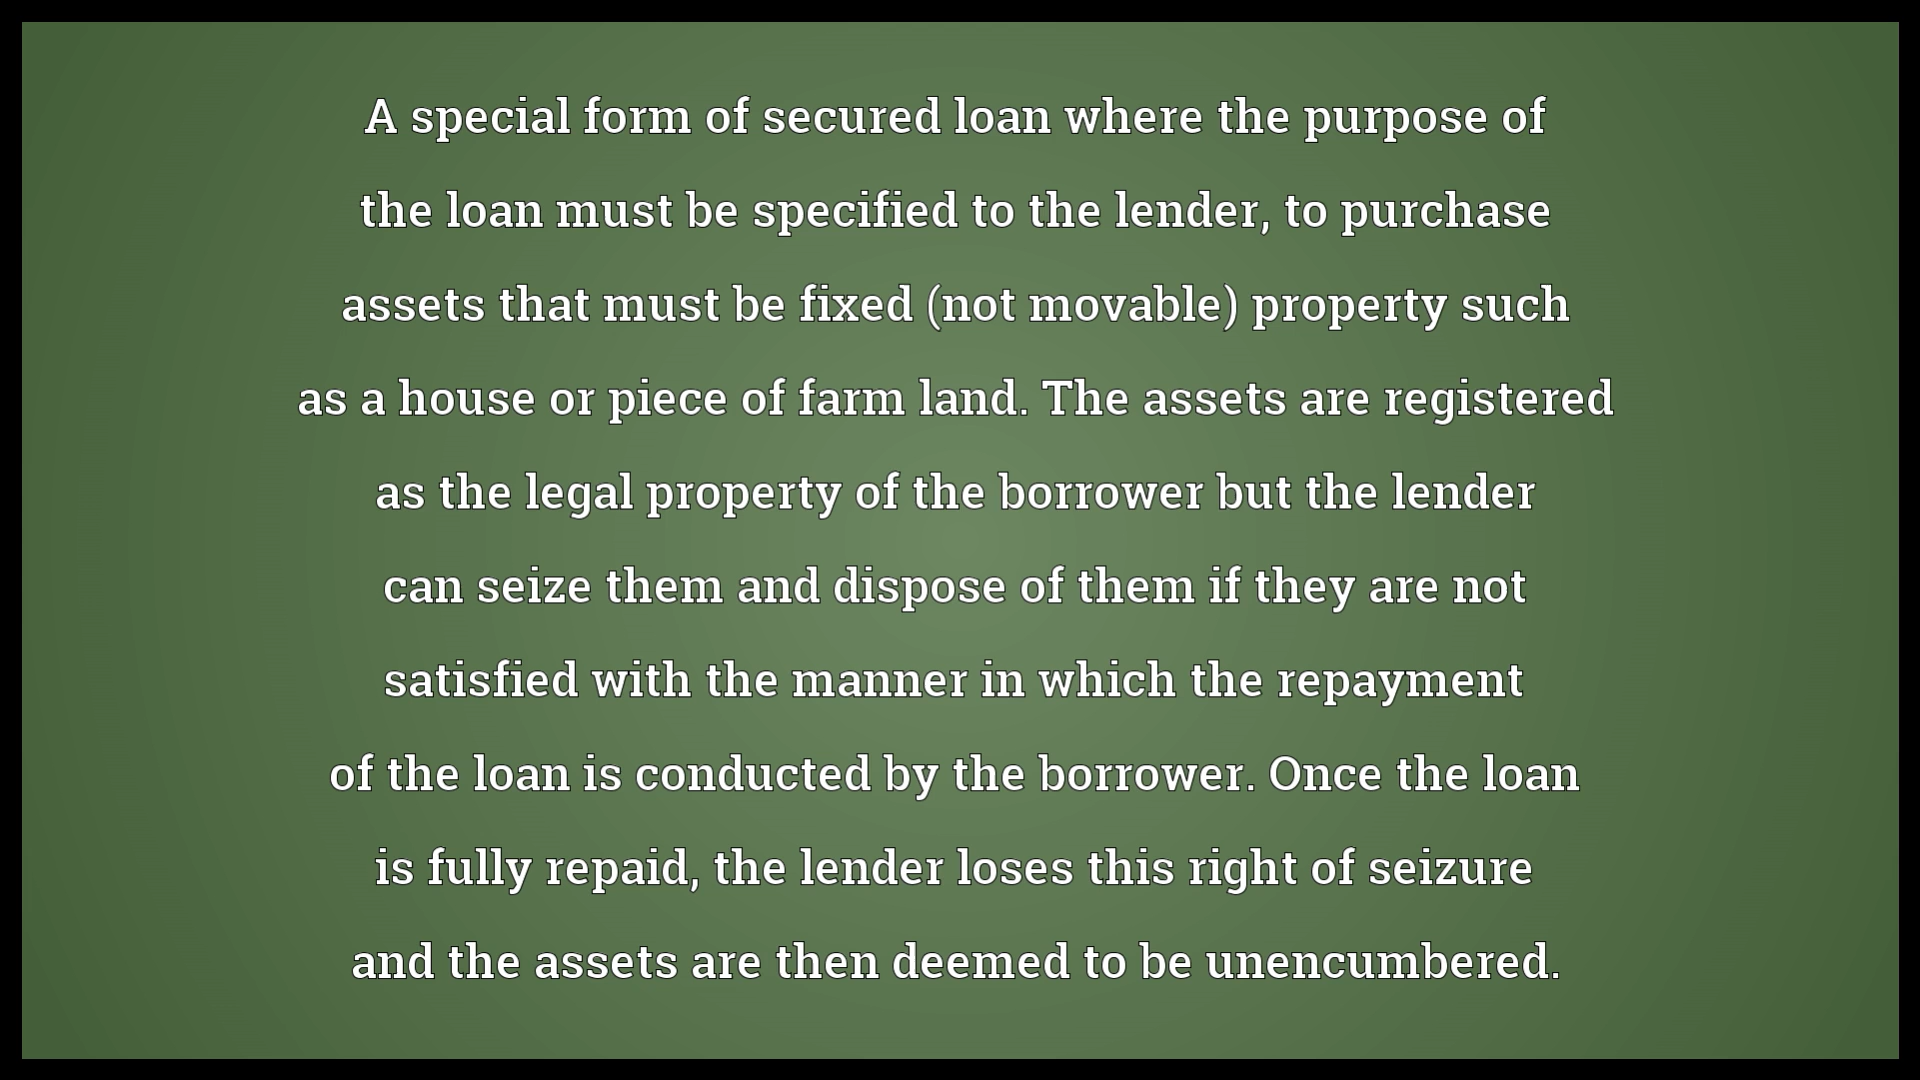 A special form of secured loan where the purpose of
the loan must be specified to the lender, to purchase
assets that must be fixed (not movable) property such
as a house or piece of farm land. The assets are registered
as the legal property of the borrower but the lender
can seize them and dispose of them if they are not
satisfied with the manner in which the repayment
of the loan is conducted by the borrower. Once the loan
is fully repaid, the lender loses this right of seizure
and the assets are then deemed to be unencumbered.